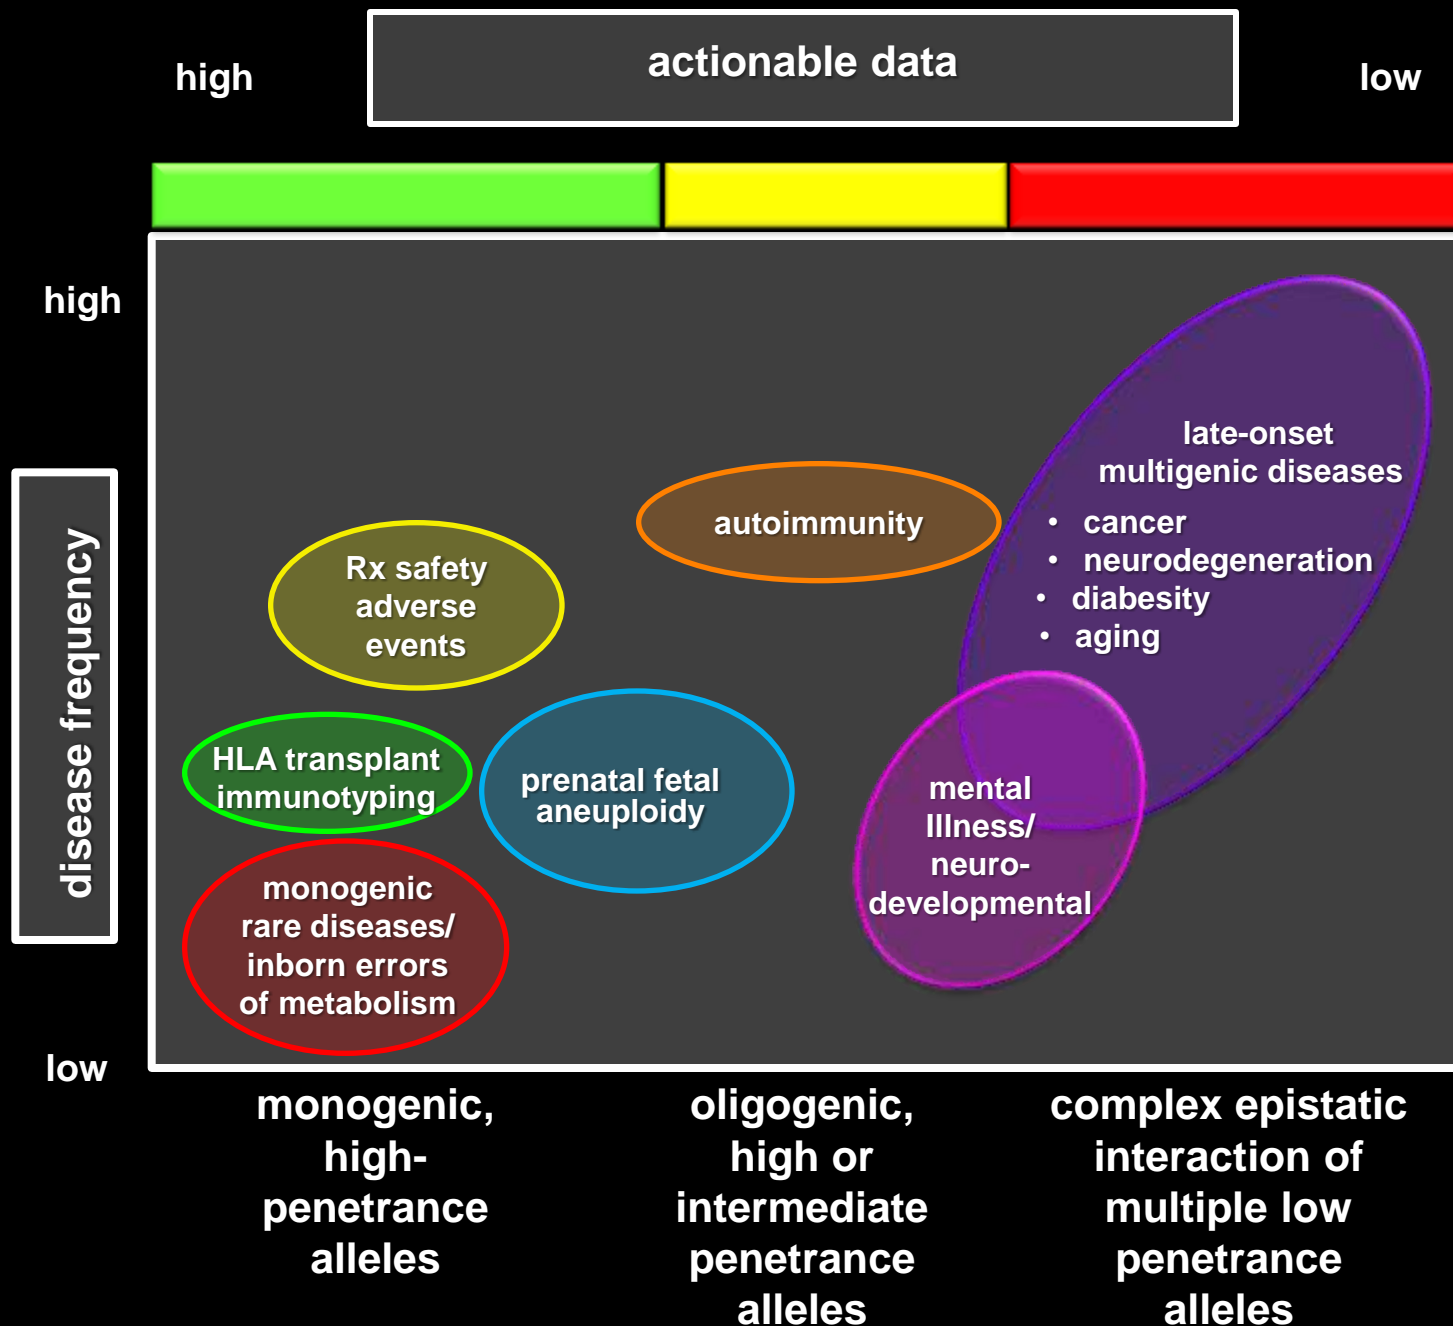 actionable data
high
low
high
late-onset
multigenic diseases
• cancer
• neurodegeneration
• diabesity
• aging
autoimmunity
Rx safety
adverse
events
disease frequency
HLA transplant
immunotyping
prenatal fetal
aneuploidy
mental
Illness/
neuro-
developmental
monogenic
rare diseases/
inborn errors
of metabolism
low
monogenic,
high-
penetrance
alleles
oligogenic,
high or
intermediate
penetrance
alleles
complex epistatic
interaction of
multiple low
penetrance
alleles